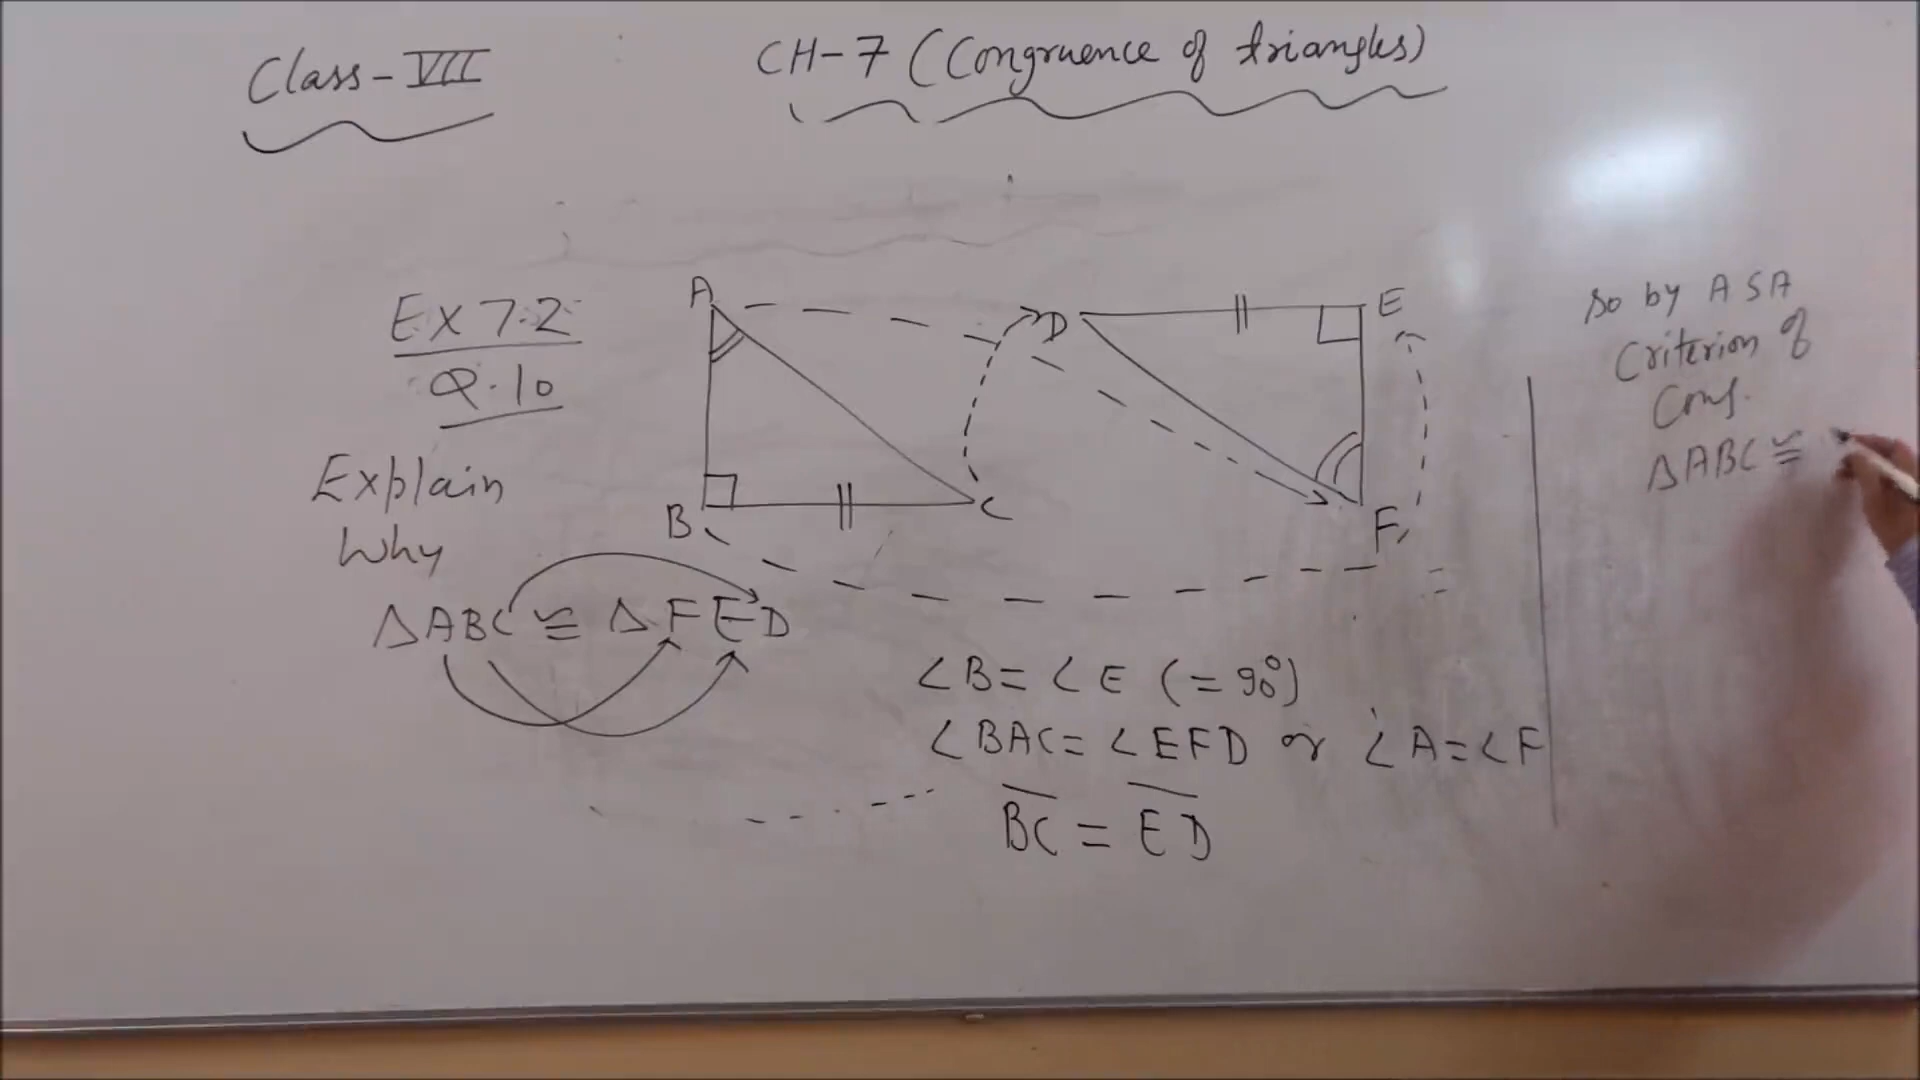 Class-VII
CH-7 (Congruence of triangles)
Ex 7.2
Q.10
Explain
Why
ΔABC ≅ ΔFED
A
B
C
D
E
F
∠B = ∠E (= 90°)
∠BAC = ∠EFD or ∠A = ∠F
BC = ED
so by ASA
Criterion of
Cong.
ΔABC ≅